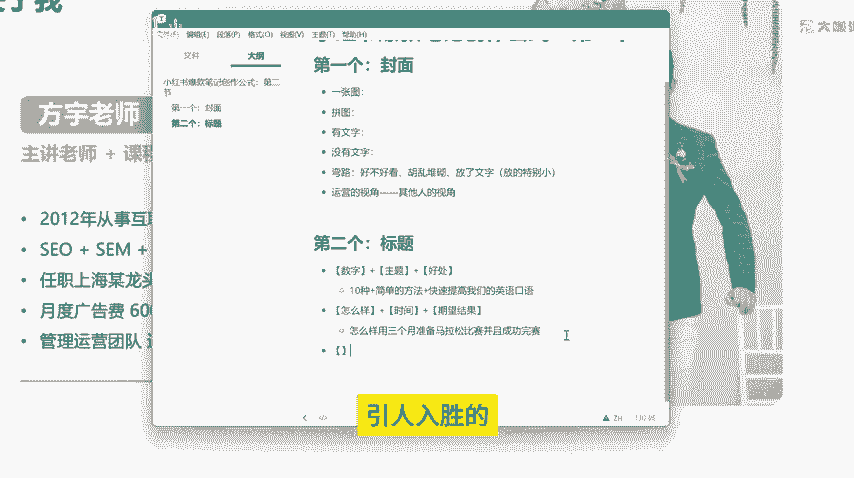 编辑(E) 段落(P) 格式(O) 视图(V) 主题(T) 帮助(H)
文件
大纲
小红书爆款笔记创作公式：第二节
第一个：封面
第二个：标题
第一个：封面
一张图：
拼图：
有文字：
没有文字：
弯路：好不好看、胡乱堆砌、放了文字（放的特别小）
运营的视角------其他人的视角
第二个：标题
【数字】+【主题】+【好处】
10种+简单的方法+快速提高我们的英语口语
【怎么样】+【时间】+【期望结果】
怎么样用三个月准备马拉松比赛并且成功完赛
【】
方宇老师
主讲老师 + 课程
2012年从事互联
SEO + SEM +
任职上海某龙头
月度广告费 600
管理运营团队
引人入胜的